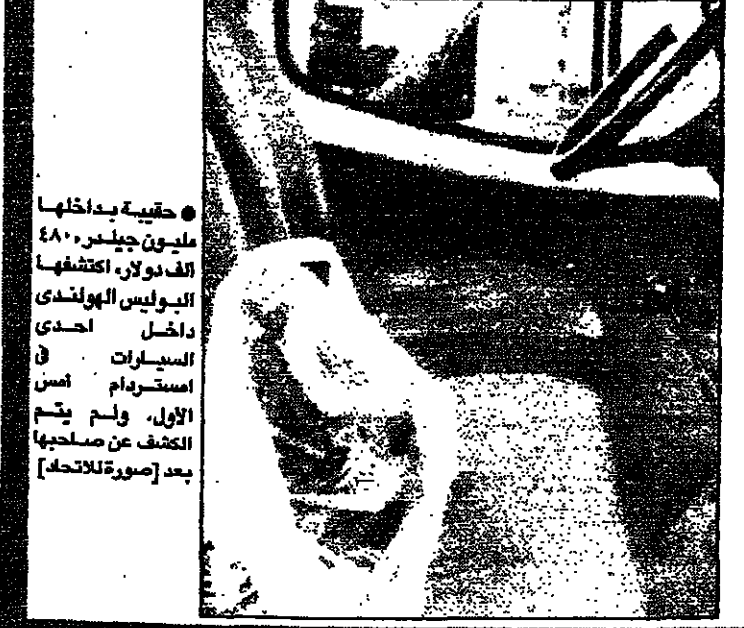 ● حقيبة بداخلها
مليون جيلدر، ٤٨٠
الف دولار، اكتشفها
البوليس الهولندى
داخل احدى
السيارات فى
امستردام امس
الأول، ولم يتم
الكشف عن صاحبها
بعد [صورة للاتحاد]